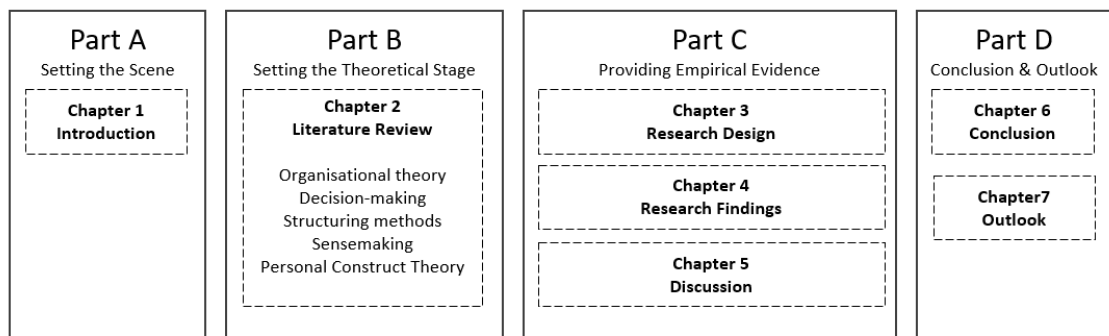 Part A
Setting the Scene
Chapter 1
Introduction
Part B
Setting the Theoretical Stage
Chapter 2
Literature Review
Organisational theory
Decision-making
Structuring methods
Sensemaking
Personal Construct Theory
Part C
Providing Empirical Evidence
Chapter 3
Research Design
Chapter 4
Research Findings
Chapter 5
Discussion
Part D
Conclusion & Outlook
Chapter 6
Conclusion
Chapter7
Outlook